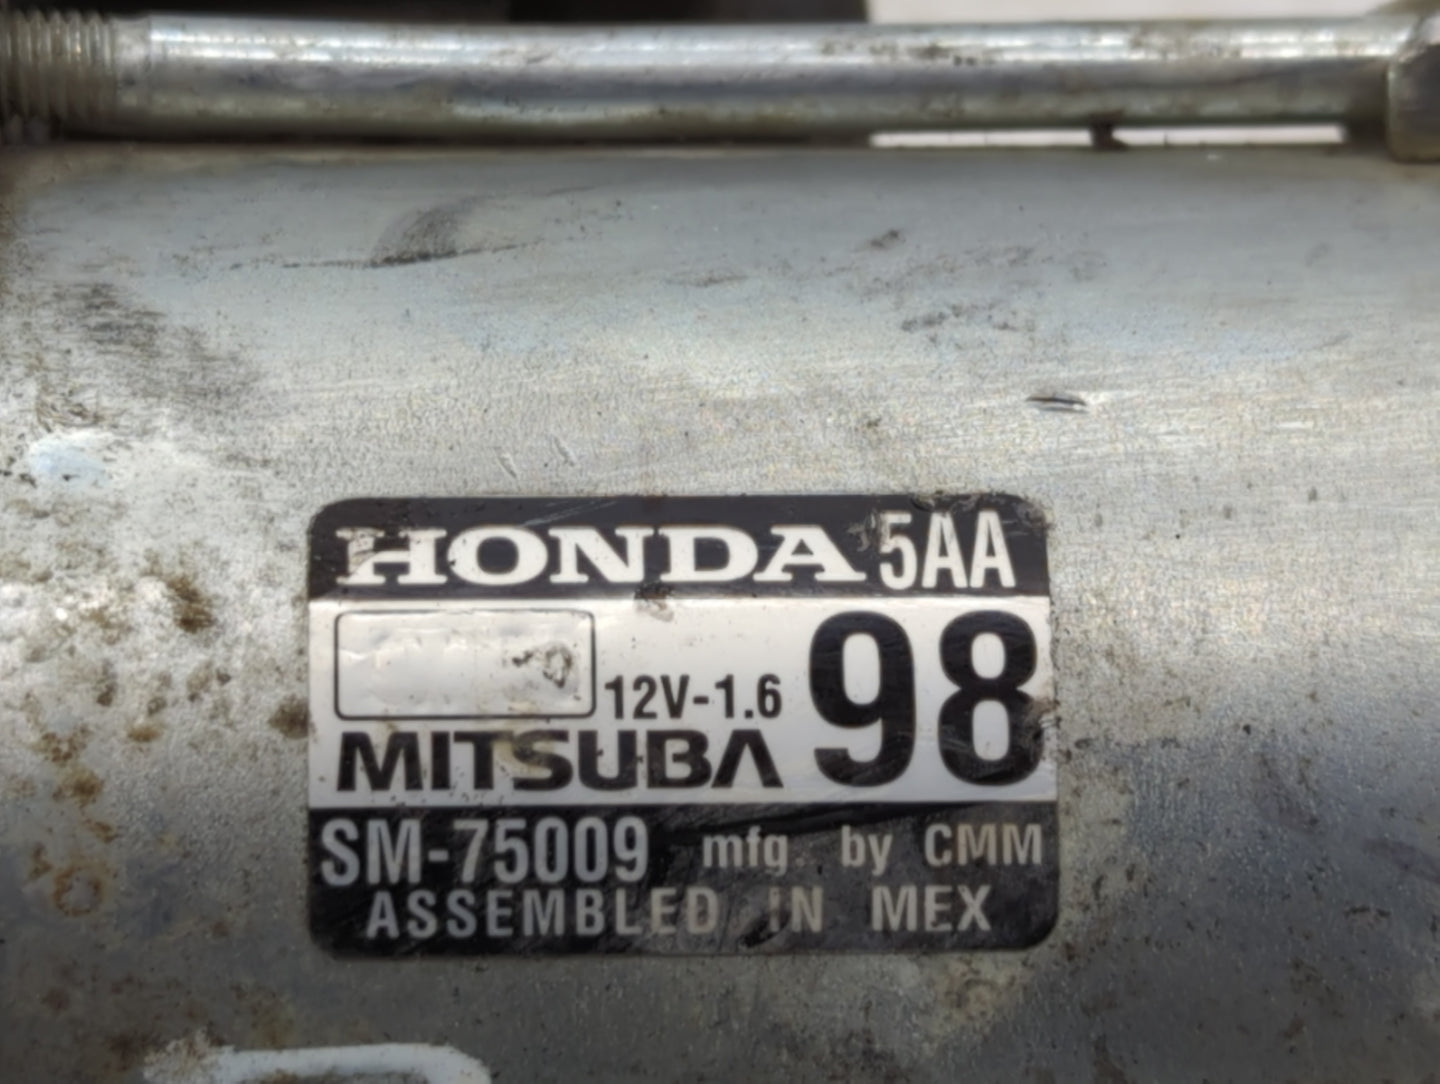 HONDA 5AA
12V-1.6 98
MITSUBA
SM-75009 mfg. by CMM
ASSEMBLED IN MEX